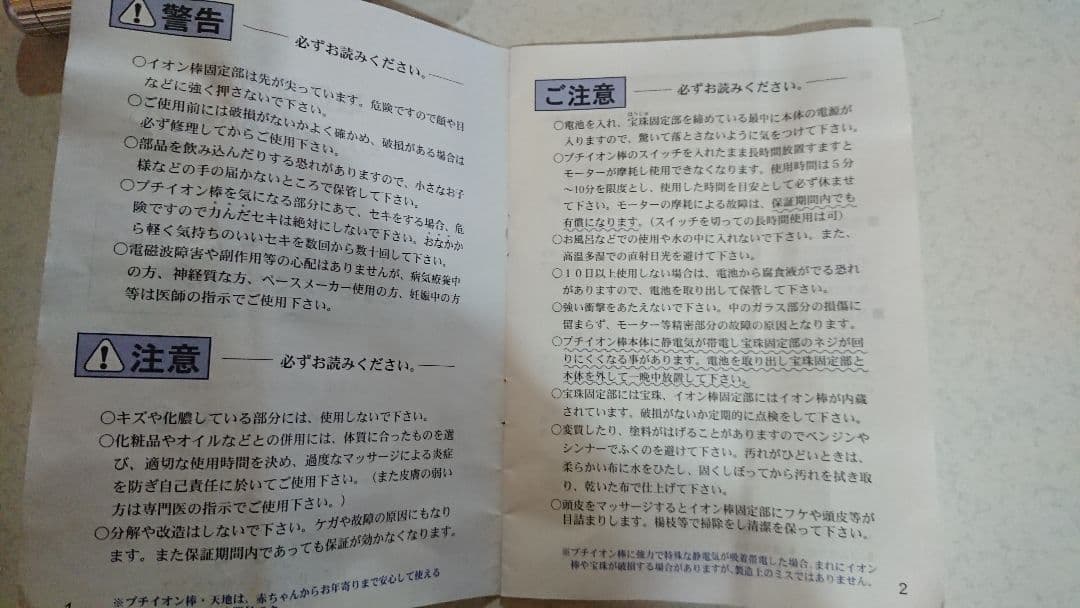 警告
必ずお読みください。
○イオン棒固定部は先が尖っています。危険ですので顔や目
などに強く押さないで下さい。
○ご使用前には破損がないかよく確かめ、破損がある場合は
必ず修理してからご使用下さい。
○部品を飲み込んだりする恐れがありますので、小さなお子
様などの手の届かないところで保管して下さい。
○プチイオン棒を気になる部分にあて、セキをする場合、危
険ですので力んだセキは絶対にしないで下さい。おなかか
ら軽く気持ちのいいセキを数回から数十回して下さい。
○電磁波障害や副作用等の心配はありませんが、病気療養中
の方、神経質な方、ペースメーカー使用の方、妊娠中の方
等は医師の指示でご使用下さい。
注意
必ずお読みください。
○キズや化膿している部分には、使用しないで下さい。
○化粧品やオイルなどとの併用には、体質に合ったものを選
び、適切な使用時間を決め、過度なマッサージによる炎症
を防ぎ自己責任に於いてご使用下さい。（また皮膚の弱い
方は専門医の指示でご使用下さい。）
○分解や改造はしないで下さい。ケガや故障の原因にもなり
ます。また保証期間内であっても保証が効かなくなります。
※プチイオン棒・天地は、赤ちゃんからお年寄りまで安心して使える
ご注意
必ずお読みください。
○電池を入れ、宝珠固定部を締めている最中に本体の電源が
入りますので、驚いて落とさないように気をつけて下さい。
○プチイオン棒のスイッチを入れたまま長時間放置すますと
モーターが摩耗し使用できなくなります。使用時間は５分
〜10分を限度とし、使用した時間を目安として必ず休ませ
て下さい。モーターの摩耗による故障は、保証期間内でも
有償になります。（スイッチを切っての長時間使用は可）
○お風呂などでの使用や水の中に入れないで下さい。また、
高温多湿での直射日光を避けて下さい。
○１０日以上使用しない場合は、電池から腐食液がでる恐れ
がありますので、電池を取り出して保管して下さい。
○強い衝撃をあたえないで下さい。中のガラス部分の損傷に
留まらず、モーター等精密部分の故障の原因となります。
○プチイオン棒本体に静電気が帯電し宝珠固定部のネジが回
りにくくなる事があります。電池を取り出し宝珠固定部と
本体を外して一晩中放置して下さい。
○宝珠固定部には宝珠、イオン棒固定部にはイオン棒が内蔵
されています。破損がないか定期的に点検をして下さい。
○変質したり、塗料がはげることがありますのでベンジンや
シンナーでふくのを避けて下さい。汚れがひどいときは、
柔らかい布に水をひたし、固くしぼってから汚れを拭き取
り、乾いた布で仕上げて下さい。
○頭皮をマッサージするとイオン棒固定部にフケや頭皮等が
目詰まりします。楊枝等で掃除をし清潔を保って下さい。
※プチイオン棒に強力で特殊な静電気が吸着帯電した場合、まれにイオン
棒や宝珠が破損する場合がありますが、製造上のミスではありません。
2